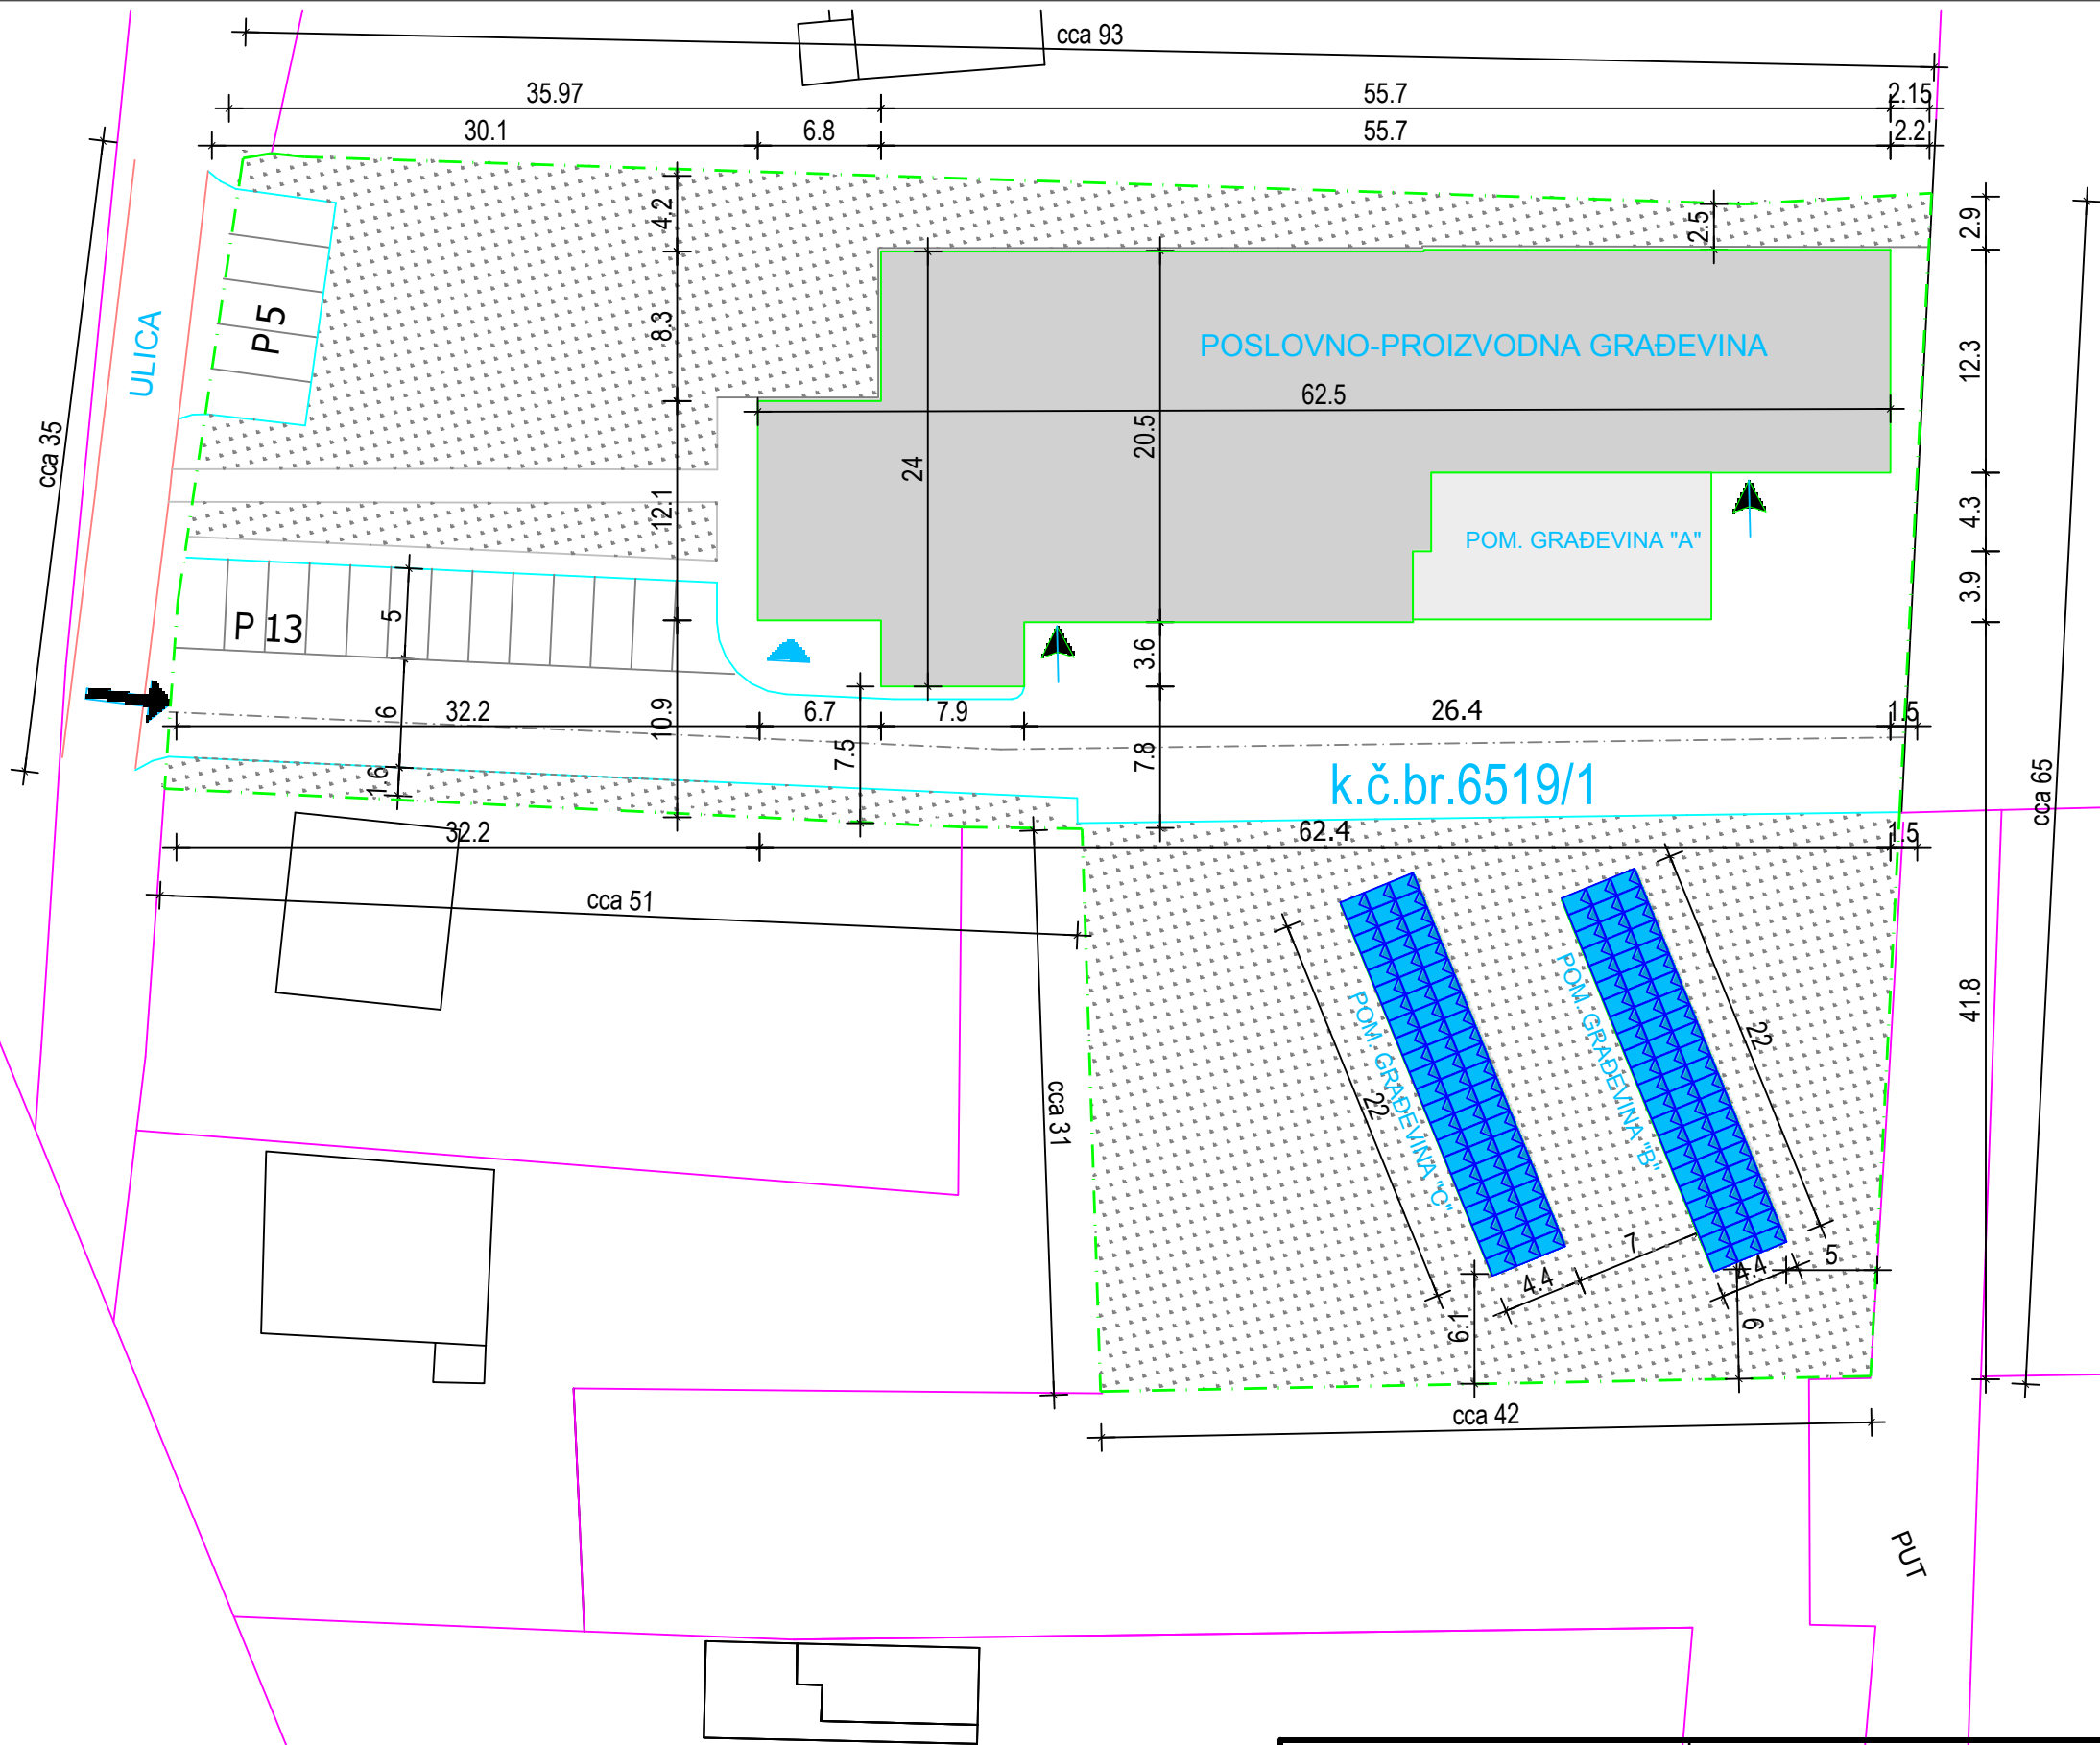 cca 93
35.97
55.7
2.15
30.1
6.8
55.7
2.2
4.2
2.5
2.9
cca 35
ULICA
P 5
8.3
POSLOVNO-PROIZVODNA GRAĐEVINA
12.3
62.5
20.5
24
12.1
POM. GRAĐEVINA "A"
4.3
3.9
5
P 13
3.6
6
32.2
10.9
6.7
7.9
26.4
1.5
7.5
7.8
1.6
k.č.br.6519/1
cca 65
32.2
62.4
1.5
cca 51
cca 31
POM. GRAĐEVINA "C"
22
POM. GRAĐEVINA "B"
22
41.8
7
4.4
4.4
5
6.1
6
cca 42
PUT